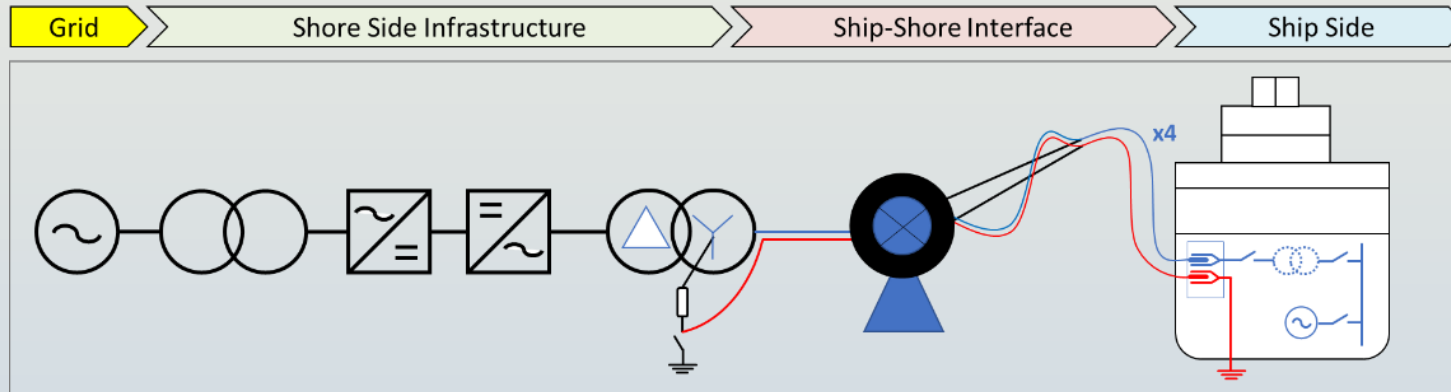 Grid
Shore Side Infrastructure
Ship-Shore Interface
Ship Side
x4